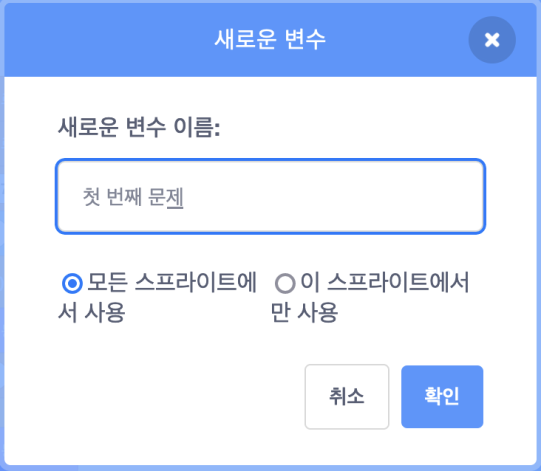 새로운 변수
새로운 변수 이름:
첫 번째 문제
모든 스프라이트에
서 사용
이 스프라이트에서
만 사용
취소
확인